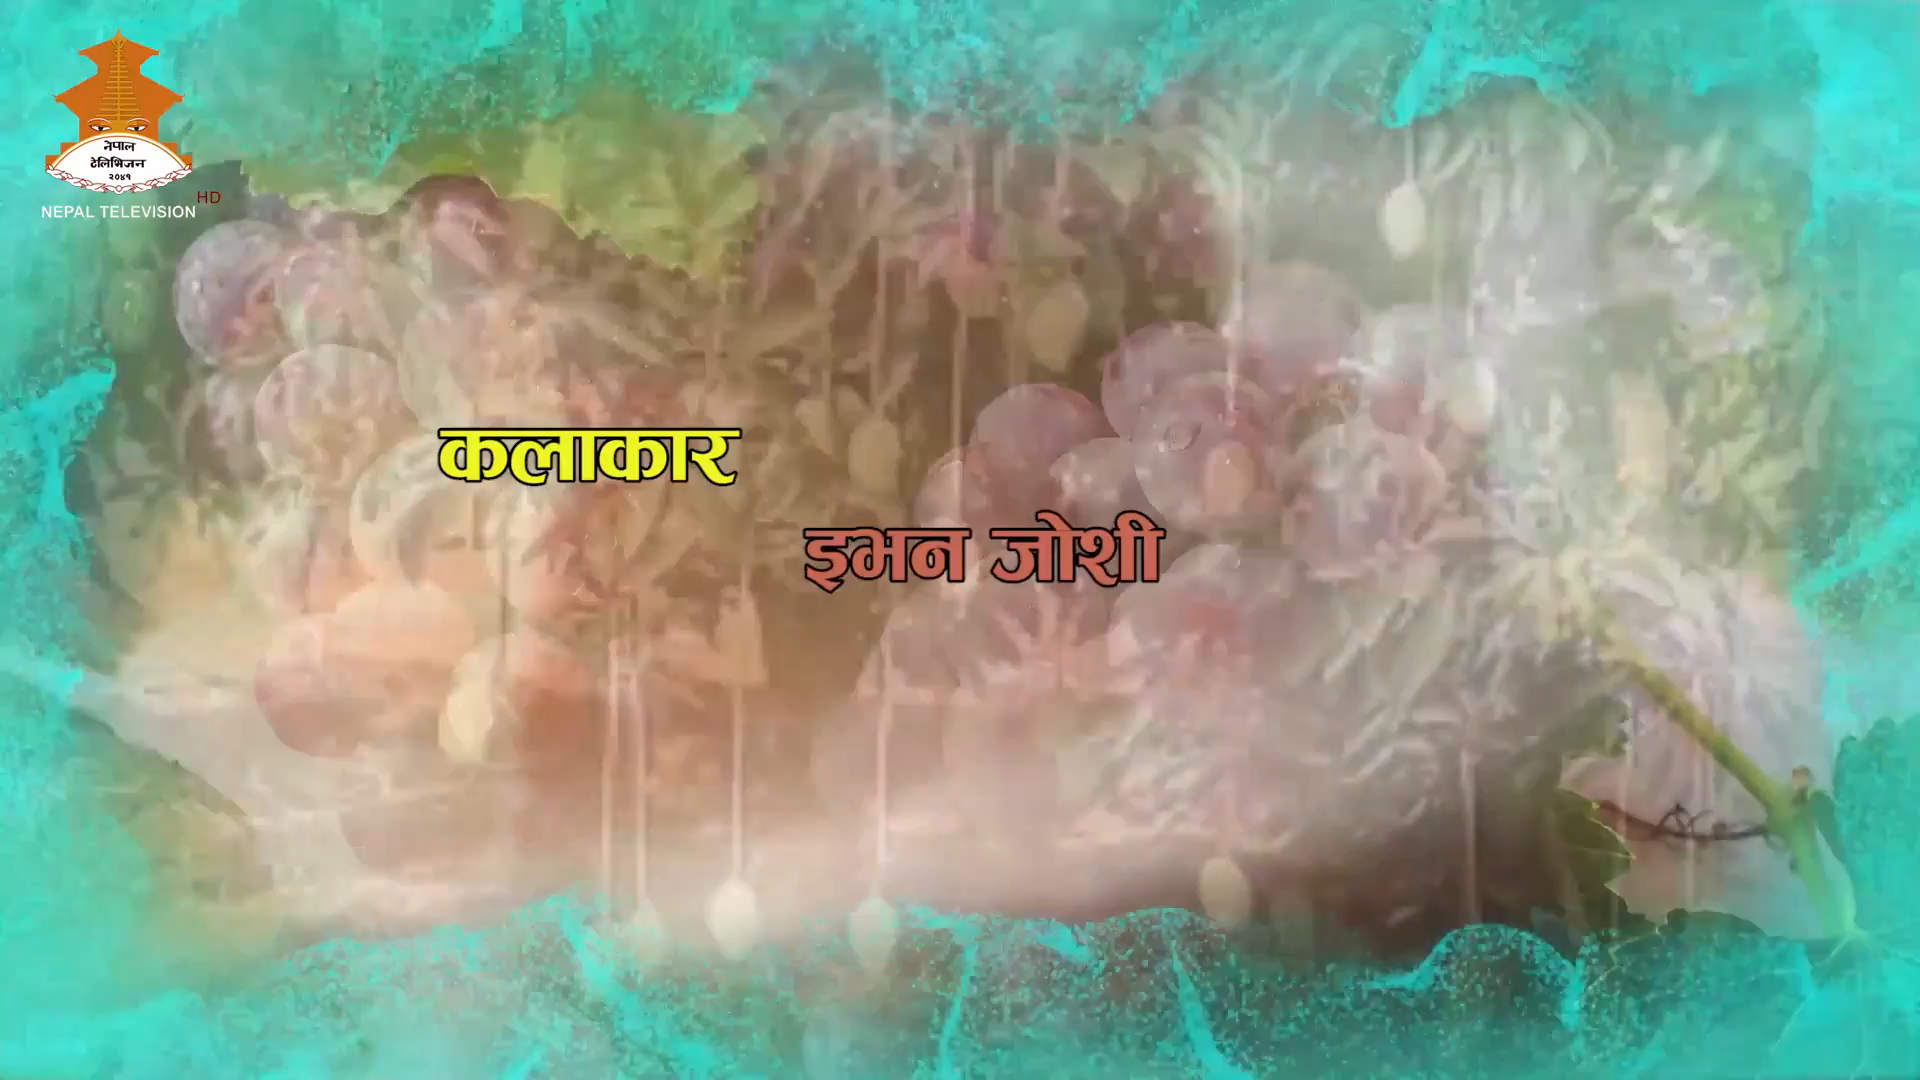 नेपाल
टेलिभिजन
२०४१
HD
NEPAL TELEVISION
कलाकार
इभन जोशी